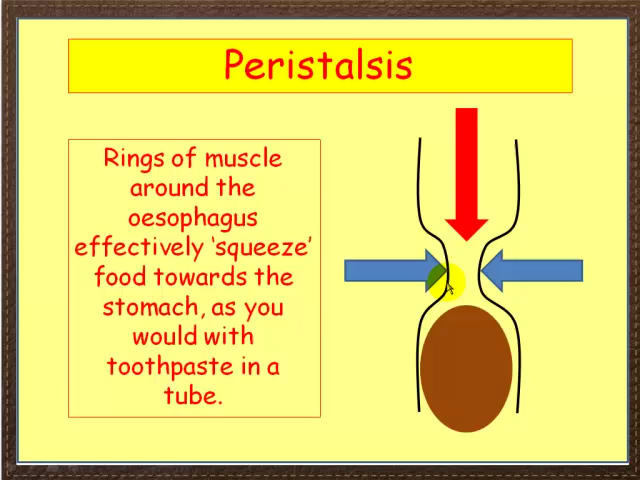 Peristalsis
Rings of muscle
around the
oesophagus
effectively ‘squeeze’
food towards the
stomach, as you
would with
toothpaste in a
tube.